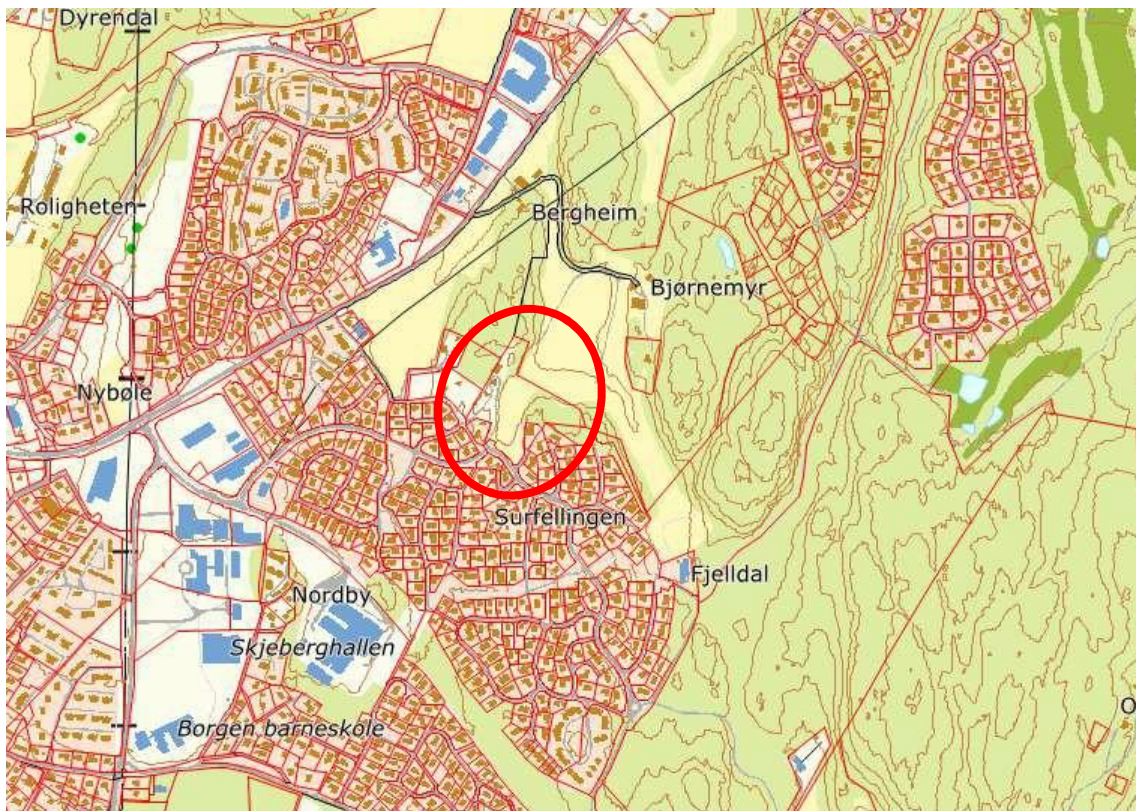 Dyrendal
Roligheten
Bergheim
Bjørnemyr
Nybøle
Surfellingen
Fjelldal
Nordby
Skjeberghallen
Borgen barneskole
O